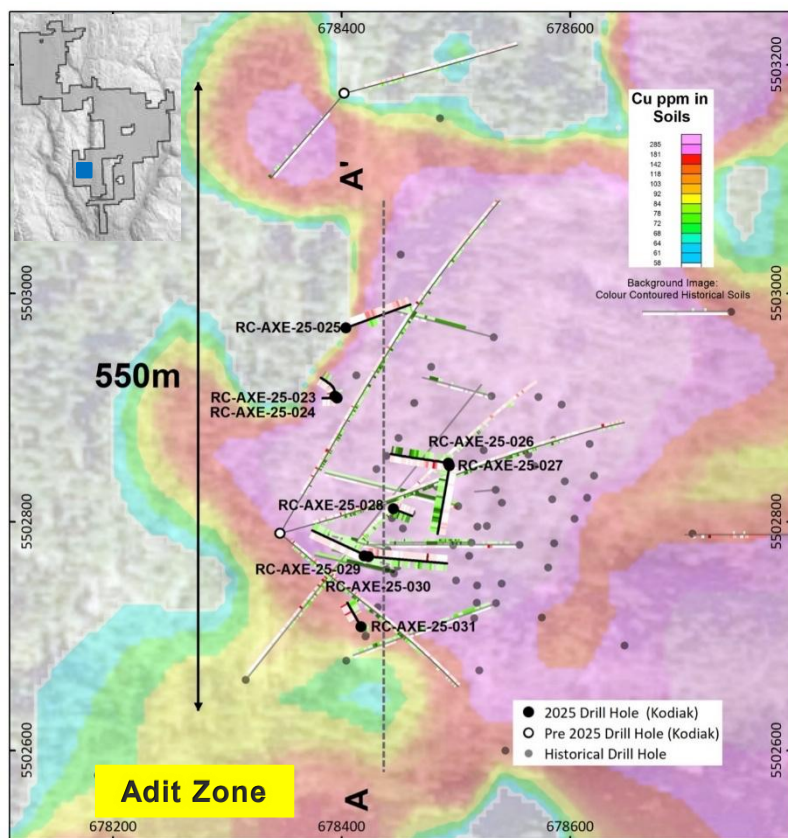 678400
678600
5503200
Cu ppm in
Soils
285
181
142
118
103
92
84
78
72
68
64
61
58
Background Image:
Colour Contoured Historical Soils
A'
5503000
5503000
RC-AXE-25-025
550m
RC-AXE-25-023
RC-AXE-25-024
RC-AXE-25-026
RC-AXE-25-027
RC-AXE-25-028
5502800
5502800
RC-AXE-25-029
RC-AXE-25-030
RC-AXE-25-031
2025 Drill Hole (Kodiak)
Pre 2025 Drill Hole (Kodiak)
Historical Drill Hole
5502600
5502600
Adit Zone
A
678200
678400
678600